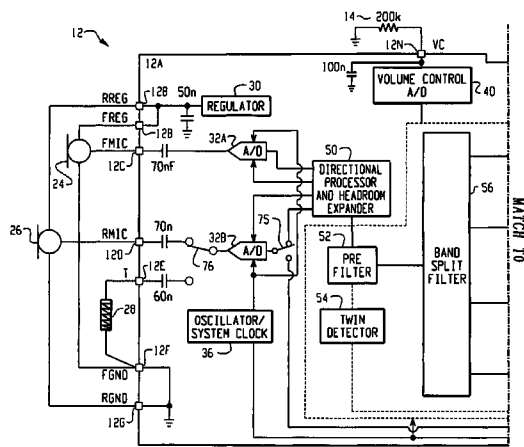 12
14
200k
12N
VC
100n
VOLUME CONTROL
A/D
40
12A
RREG
12B
50n
30
REGULATOR
FREG
12B
FMIC
12C
70nF
32A
A/D
24
50
DIRECTIONAL
PROCESSOR
AND HEADROOM
EXPANDER
56
26
RMIC
12D
70n
76
32B
A/D
75
52
PRE
FILTER
BAND
SPLIT
FILTER
MATCH TO
T
12E
60n
28
54
TWIN
DETECTOR
OSCILLATOR/
SYSTEM CLOCK
36
12F
FGND
RGND
12G